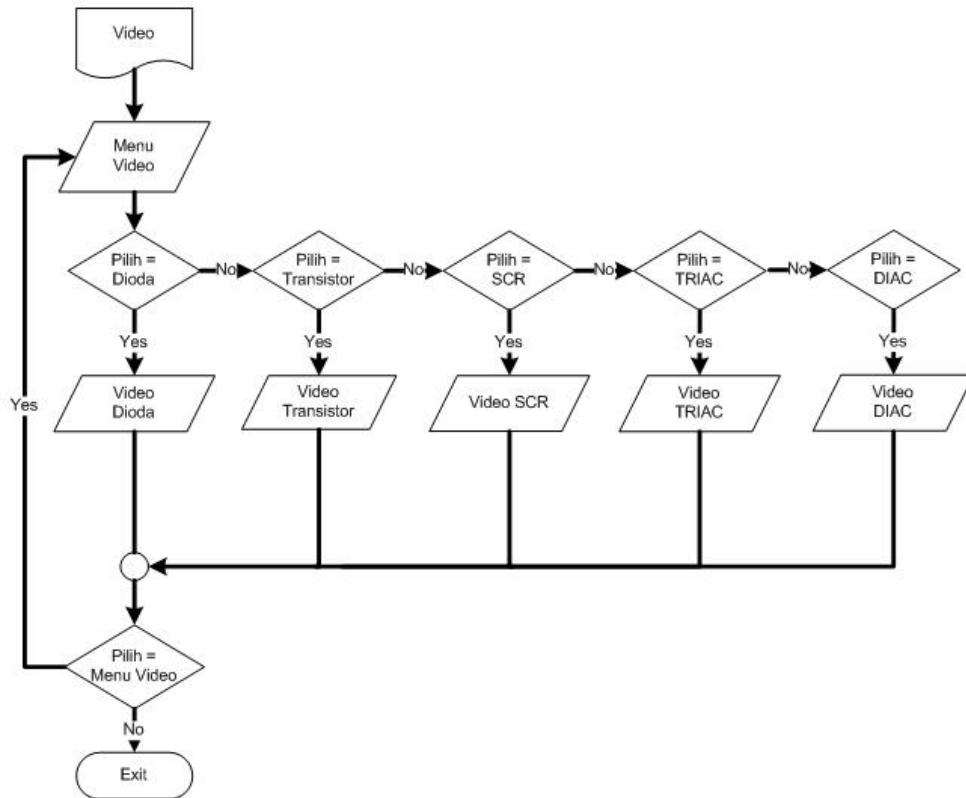 Video
Menu
Video
Pilih =
Dioda
No
Pilih =
Transistor
No
Pilih =
SCR
No
Pilih =
TRIAC
No
Pilih =
DIAC
Yes
Yes
Yes
Yes
Yes
Video
Dioda
Video
Transistor
Video SCR
Video
TRIAC
Video
DIAC
Yes
Pilih =
Menu Video
No
Exit